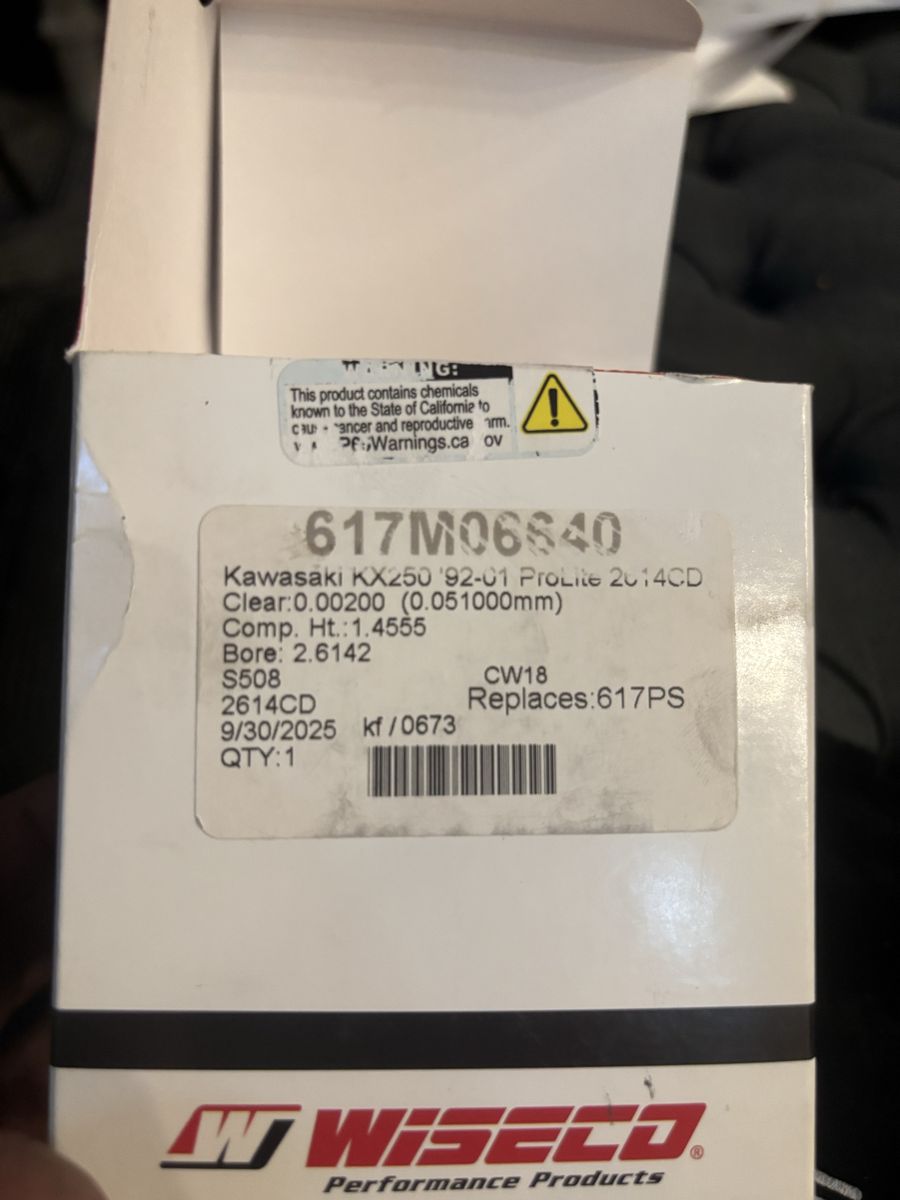 This product contains chemicals
known to the State of California to
cancer and reproductive
617M06640
Kawasaki KX250 '92-01 ProLite 2614CD
Clear:0.00200 (0.051000mm)
Comp. Ht.:1.4555
Bore: 2.6142
S508 CW18
2614CD Replaces:617PS
9/30/2025 kf / 0673
QTY:1
W WISECO®
Performance Products